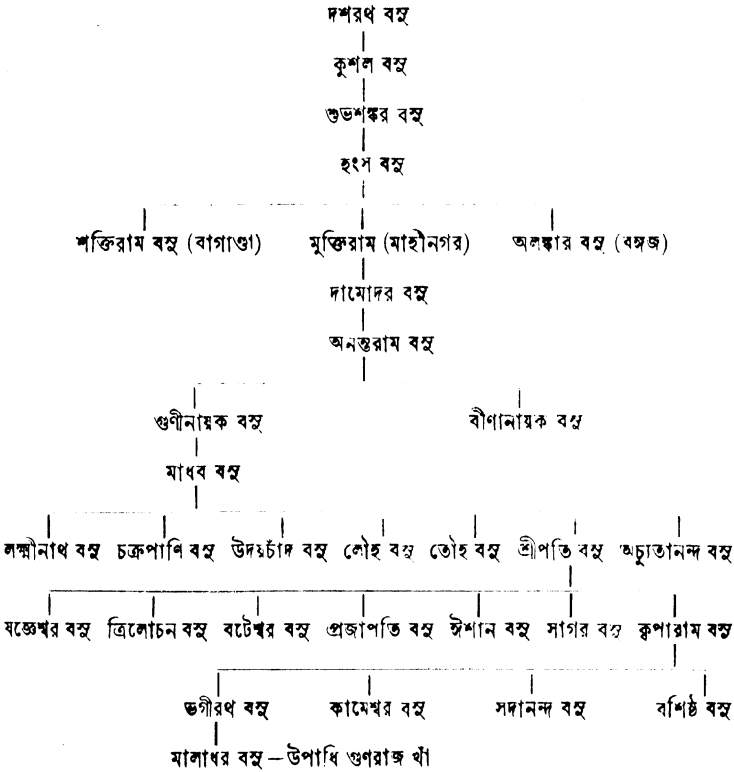 দশরথ বসু
কুশল বসু
শুভশঙ্কর বসু
হংস বসু
শক্তিরাম বসু (বাগাণ্ডা) মুক্তিরাম (মাহীনগর) অলঙ্কার বসু (বঙ্গজ)
দামোদর বসু
অনন্তরাম বসু
গুণীনায়ক বসু বীণানায়ক বসু
মাধব বসু
লক্ষ্মীনাথ বসু চক্রপাণি বসু উদয়চাঁদ বসু লৌহ বসু তৌহ বসু শ্রীপতি বসু অচ্যুতানন্দ বসু
যজ্ঞেশ্বর বসু ত্রিলোচন বসু বটেশ্বর বসু প্রজাপতি বসু ঈশান বসু সাগর বসু কৃপারাম বসু
ভগীরথ বসু কামেশ্বর বসু সদানন্দ বসু বশিষ্ঠ বসু
মালাধর বসু – উপাধি গুণরাজ খাঁ